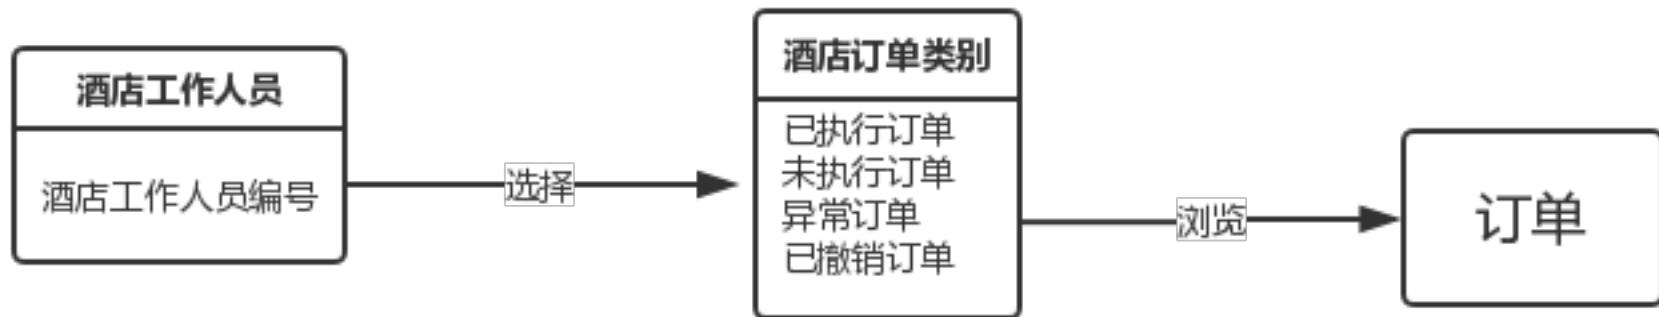 酒店工作人员
酒店工作人员编号
选择
酒店订单类别
已执行订单
未执行订单
异常订单
已撤销订单
浏览
订单